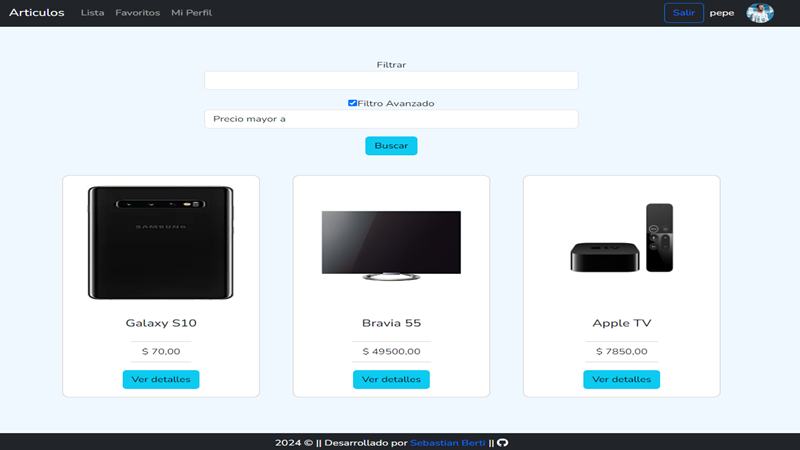 Articulos Lista Favoritos Mi Perfil Salir pepe
Filtrar
Filtro Avanzado
Precio mayor a
Buscar
SAMSUNG
Galaxy S10
$ 70,00
Ver detalles
Bravia 55
$ 49500,00
Ver detalles
Apple TV
$ 7850,00
Ver detalles
2024 © || Desarrollado por Sebastian Berti ||